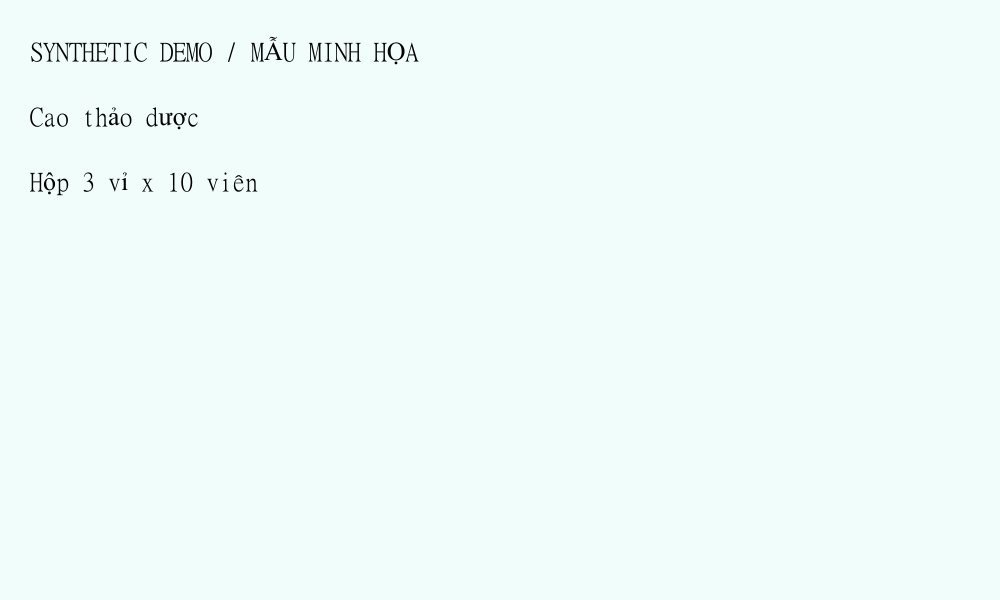 SYNTHETIC DEMO / MẪU MINH HỌA
Cao thảo dược
Hộp 3 vỉ x 10 viên